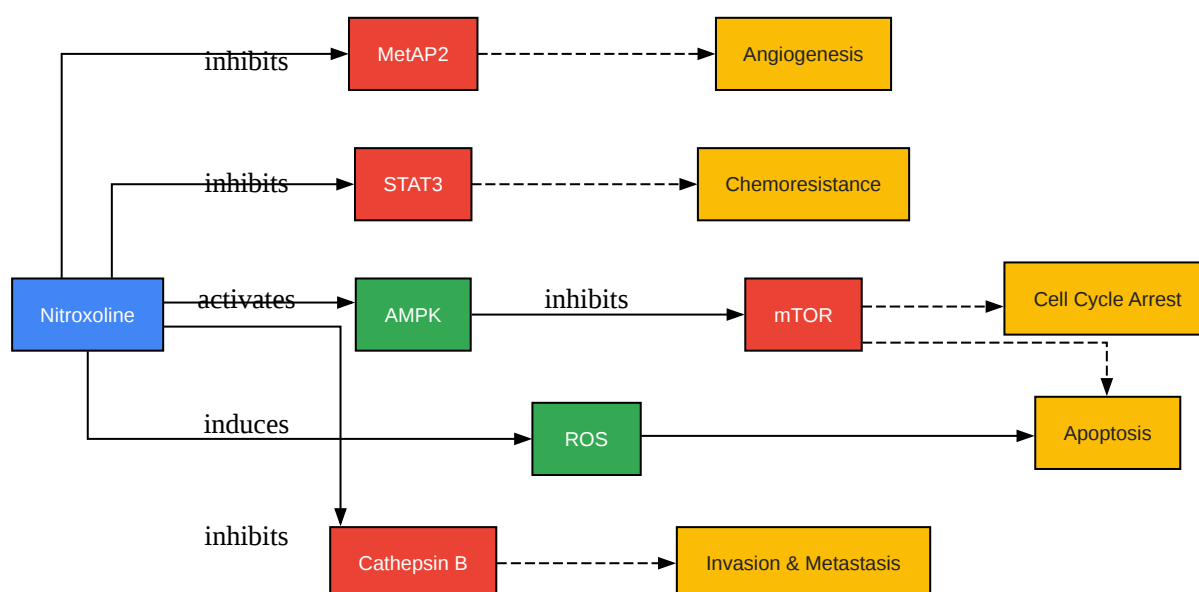 inhibits
MetAP2
Angiogenesis
inhibits
STAT3
Chemoresistance
Nitroxoline
activates
AMPK
inhibits
mTOR
Cell Cycle Arrest
induces
ROS
Apoptosis
inhibits
Cathepsin B
Invasion & Metastasis